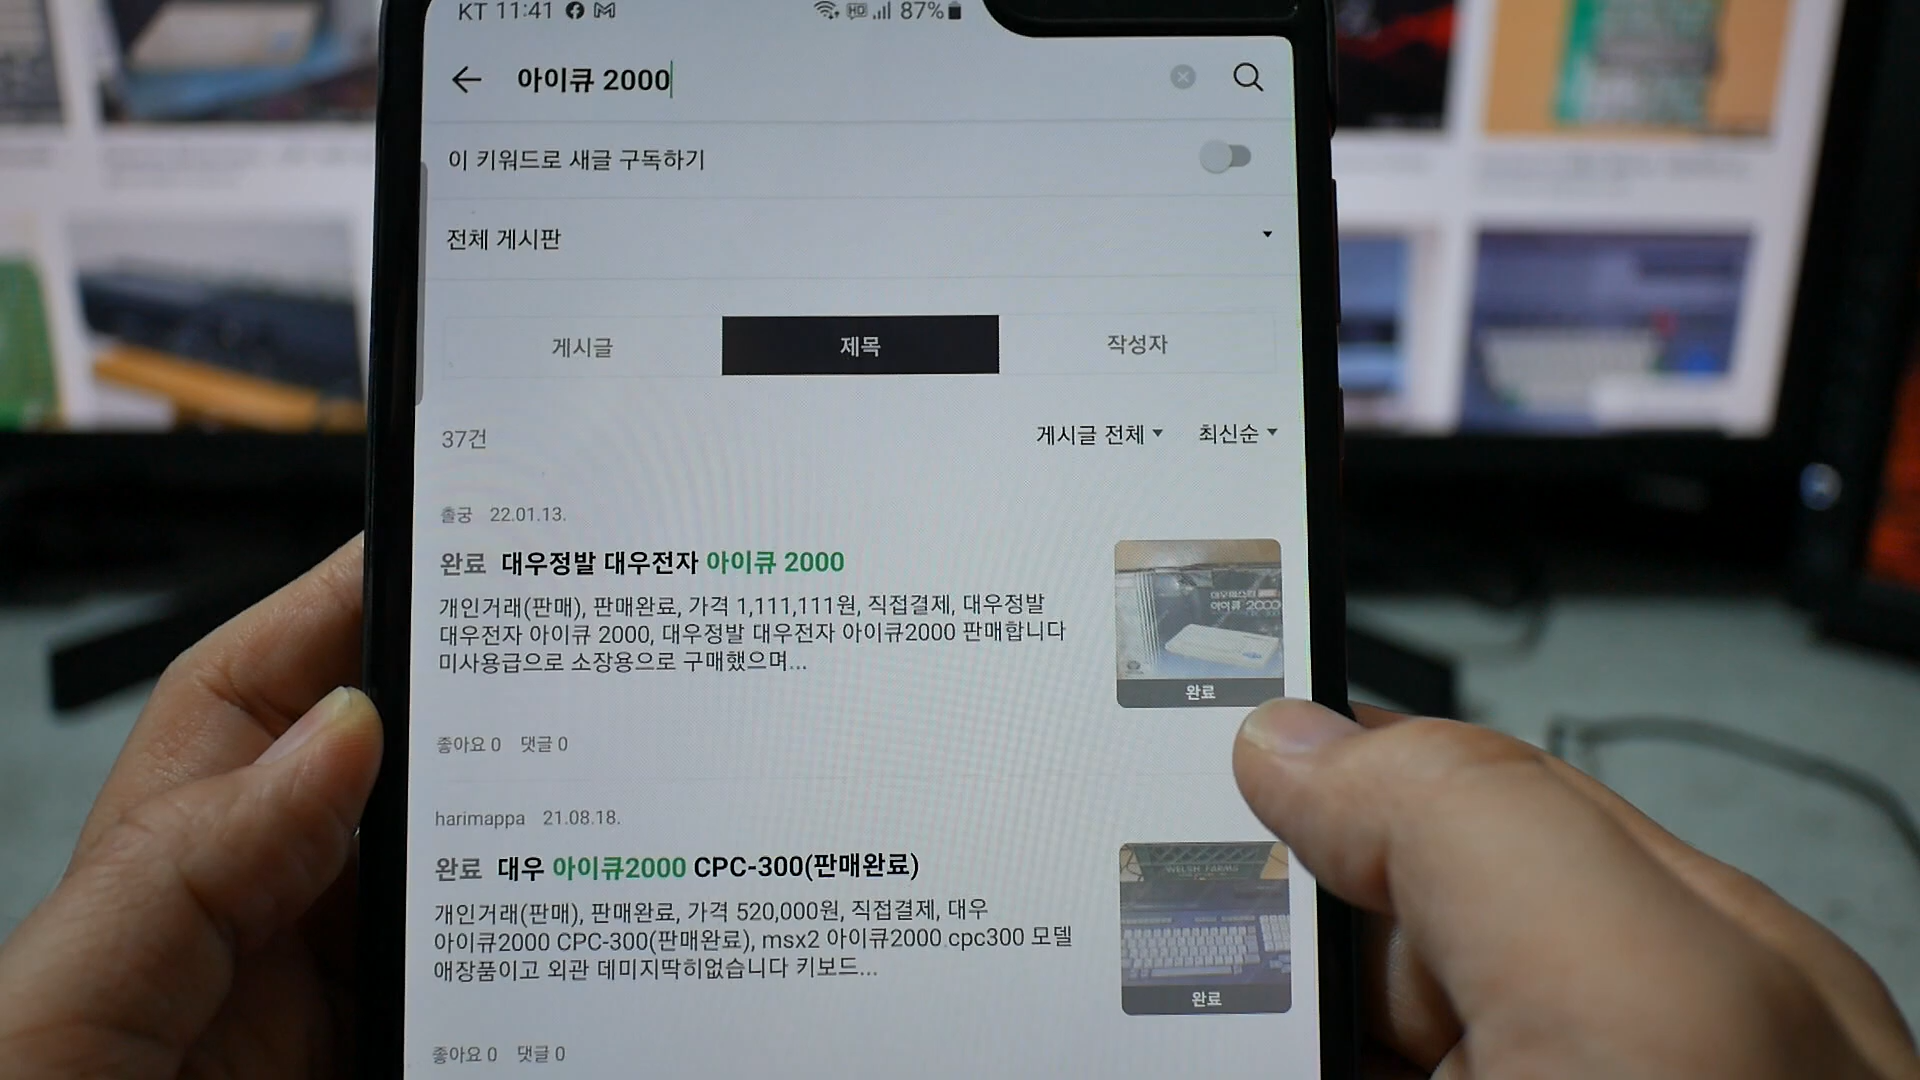 KT 11:41 HD 87%
아이큐 2000
이 키워드로 새글 구독하기
전체 게시판
게시글 제목 작성자
37건 게시글 전체 최신순
출궁 22.01.13.
완료 대우정발 대우전자 아이큐 2000
개인거래(판매), 판매완료, 가격 1,111,111원, 직접결제, 대우정발
대우전자 아이큐 2000, 대우정발 대우전자 아이큐2000 판매합니다
미사용급으로 소장용으로 구매했으며...
아이큐 2000
완료
좋아요 0 댓글 0
harimappa 21.08.18.
완료 대우 아이큐2000 CPC-300(판매완료)
개인거래(판매), 판매완료, 가격 520,000원, 직접결제, 대우
아이큐2000 CPC-300(판매완료), msx2 아이큐2000.cpc300 모델
애장품이고 외관 데미지딱히없습니다 키보드...
WELSH FARMS
완료
좋아요 0 댓글 0